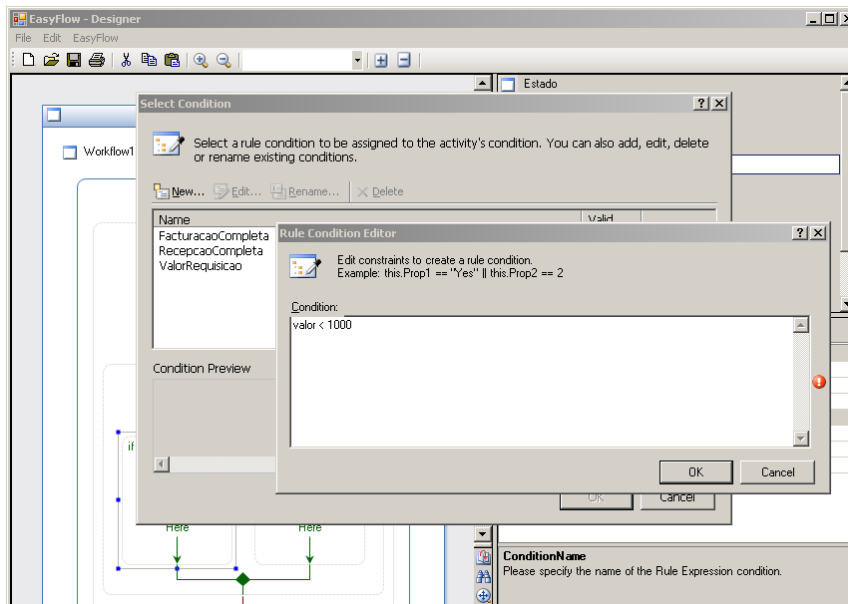 EasyFlow - Designer
File Edit EasyFlow
Estado
Workflow1
Select Condition
Select a rule condition to be assigned to the activity's condition. You can also add, edit, delete
or rename existing conditions.
New... Edit... Rename... Delete
Name Valid
FacturacaoCompleta
RecepcaoCompleta
ValorRequisicao
Condition Preview
OK Cancel
Rule Condition Editor
Edit constraints to create a rule condition.
Example: this.Prop1 == "Yes" || this.Prop2 == 2
Condition:
valor < 1000
OK Cancel
if
Here Here
ConditionName
Please specify the name of the Rule Expression condition.